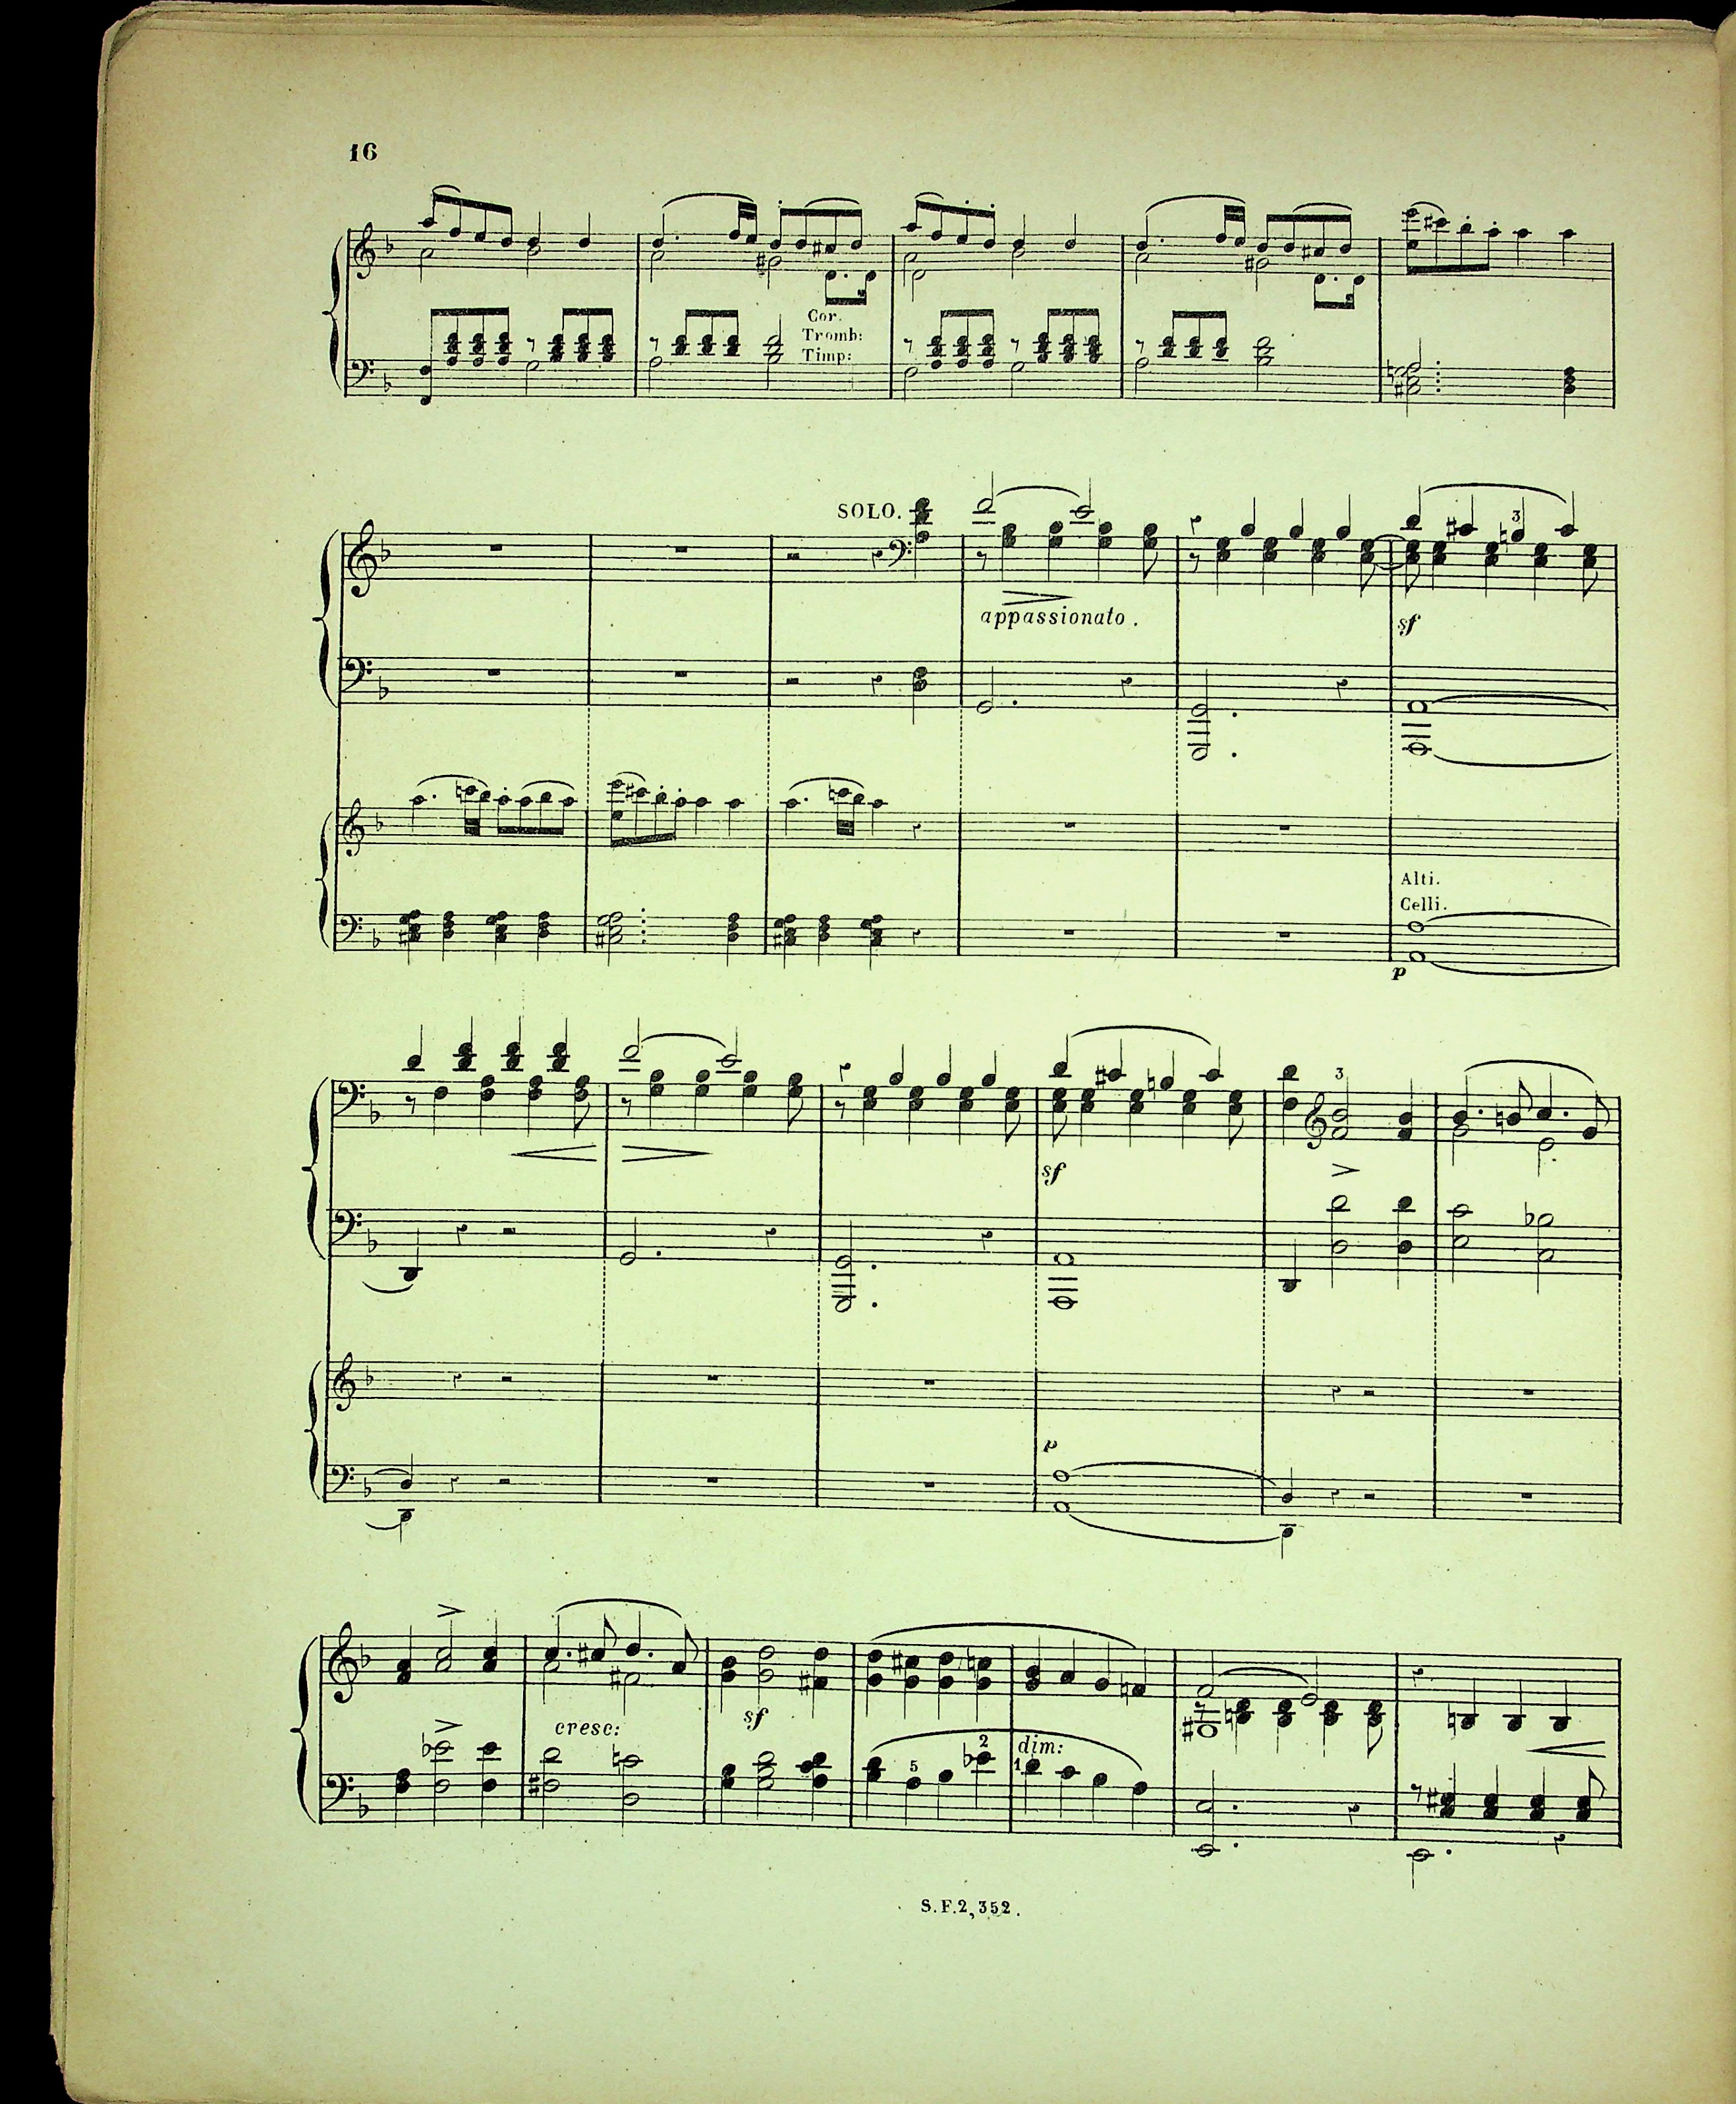 16
Cor.
Tromb:
Timp:
SOLO.
appassionato.
3
sf
Alti.
Celli.
p
3
sf
p
cresc:
sf
2
dim:
5
1
S.F.2,352.